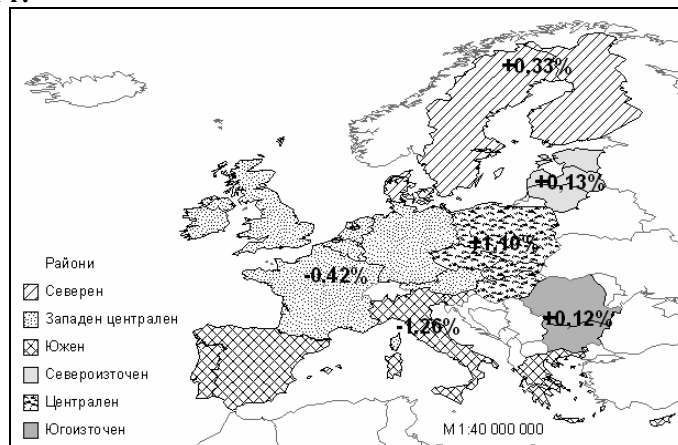 +0,33%
+0,13%
+1,10%
-0,42%
+0,12%
-1,26%
Райони
Северен
Западен централен
Южен
Североизточен
Централен
Югоизточен
М 1:40 000 000